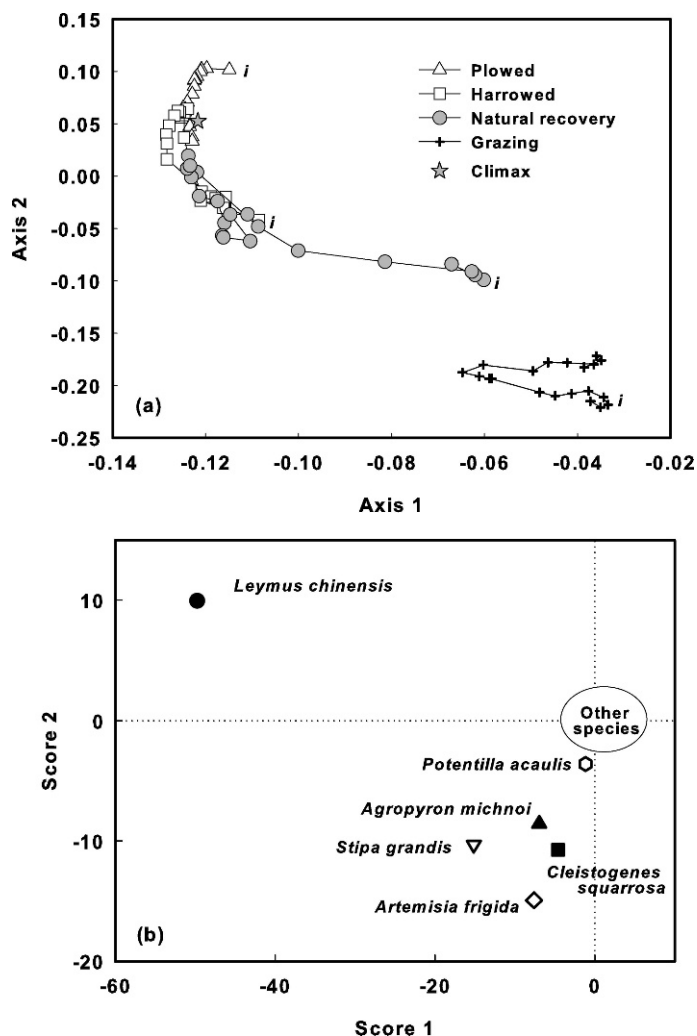 0.15
0.10
0.05
0.00
-0.05
-0.10
-0.15
-0.20
-0.25
Axis 2
i
Plowed
Harrowed
Natural recovery
Grazing
Climax
i
i
i
(a)
-0.14
-0.12
-0.10
-0.08
-0.06
-0.04
-0.02
Axis 1
10
0
-10
-20
Score 2
Leymus chinensis
Other
species
Potentilla acaulis
Agropyron michnoi
Stipa grandis
Cleistogenes
squarrosa
Artemisia frigida
(b)
-60
-40
-20
0
Score 1